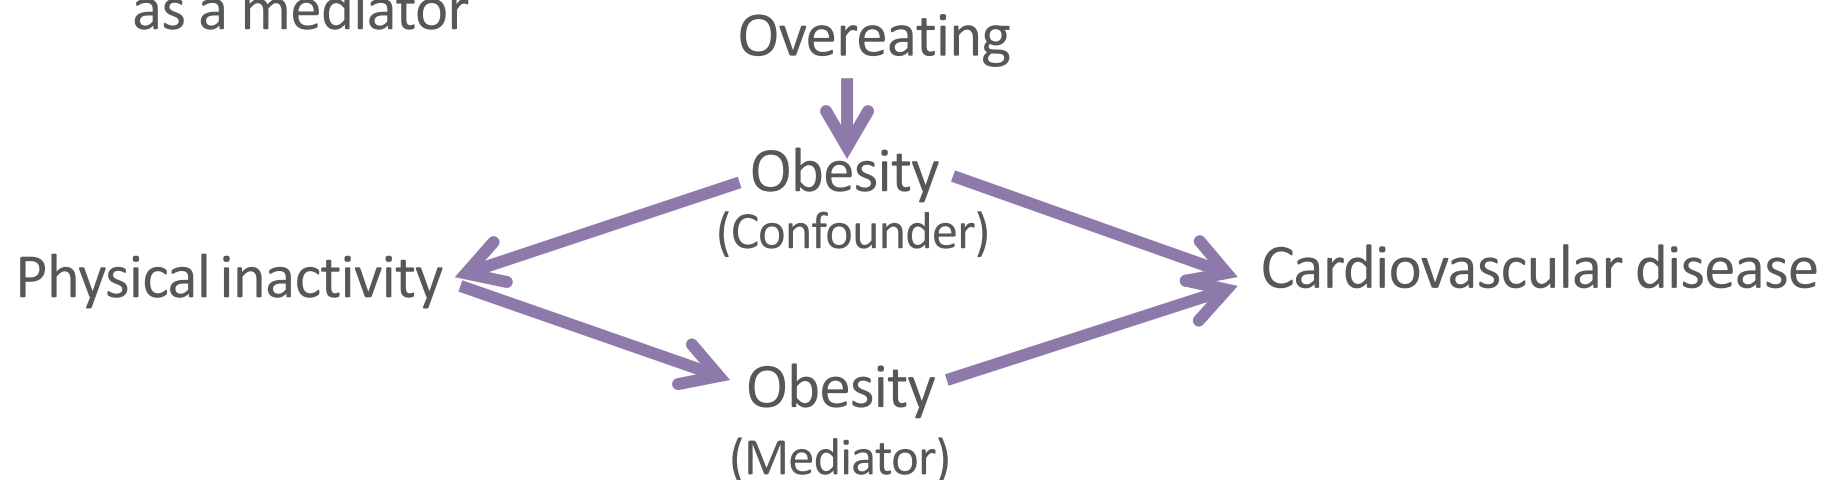 as a mediator
Overeating
Obesity
(Confounder)
Physical inactivity
Cardiovascular disease
Obesity
(Mediator)